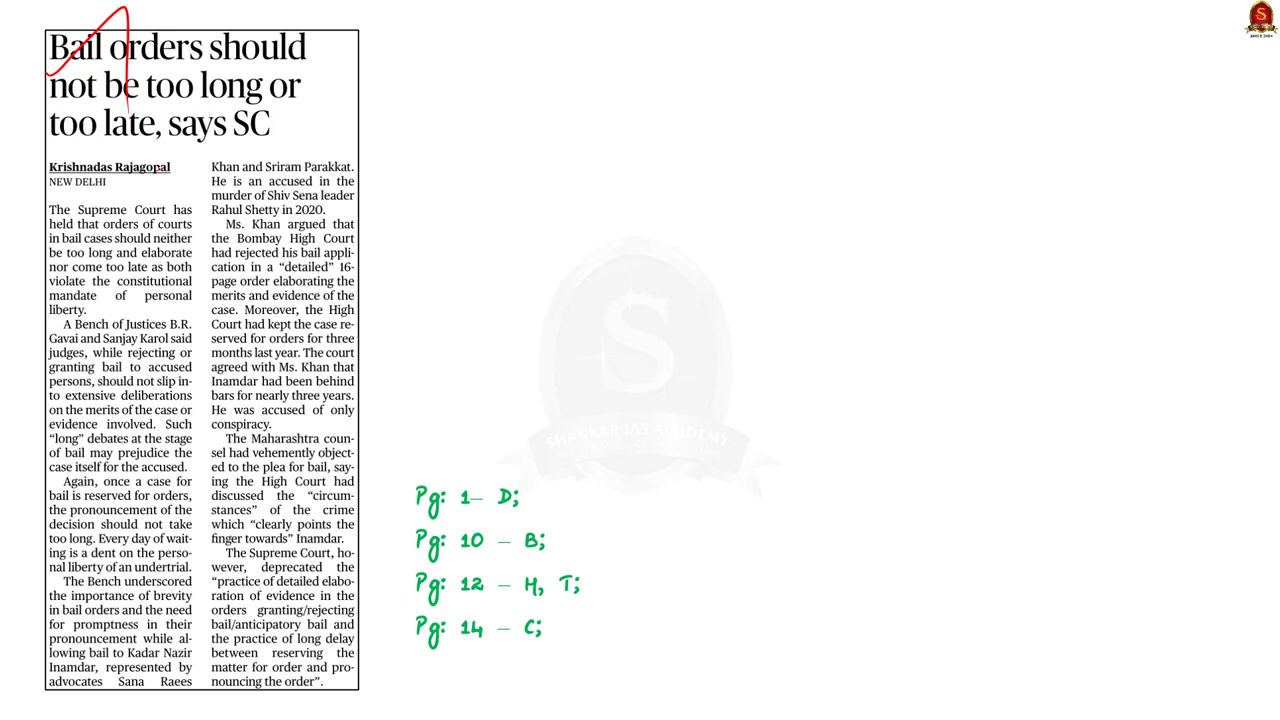 Bail orders should
not be too long or
too late, says SC
Krishnadas Rajagopal
NEW DELHI
The Supreme Court has
held that orders of courts
in bail cases should neither
be too long and elaborate
nor come too late as both
violate the constitutional
mandate of personal
liberty.
A Bench of Justices B.R.
Gavai and Sanjay Karol said
judges, while rejecting or
granting bail to accused
persons, should not slip in-
to extensive deliberations
on the merits of the case or
evidence involved. Such
“long” debates at the stage
of bail may prejudice the
case itself for the accused.
Again, once a case for
bail is reserved for orders,
the pronouncement of the
decision should not take
too long. Every day of wait-
ing is a dent on the perso-
nal liberty of an undertrial.
The Bench underscored
the importance of brevity
in bail orders and the need
for promptness in their
pronouncement while al-
lowing bail to Kadar Nazir
Inamdar, represented by
advocates Sana Raees
Khan and Sriram Parakkat.
He is an accused in the
murder of Shiv Sena leader
Rahul Shetty in 2020.
Ms. Khan argued that
the Bombay High Court
had rejected his bail appli-
cation in a “detailed” 16-
page order elaborating the
merits and evidence of the
case. Moreover, the High
Court had kept the case re-
served for orders for three
months last year. The court
agreed with Ms. Khan that
Inamdar had been behind
bars for nearly three years.
He was accused of only
conspiracy.
The Maharashtra coun-
sel had vehemently object-
ed to the plea for bail, say-
ing the High Court had
discussed the “circum-
stances” of the crime
which “clearly points the
finger towards” Inamdar.
The Supreme Court, ho-
wever, deprecated the
“practice of detailed elabo-
ration of evidence in the
orders granting/rejecting
bail/anticipatory bail and
the practice of long delay
between reserving the
matter for order and pro-
nouncing the order”.
Pg: 1– D;
Pg: 10 – B;
Pg: 12 – H, T;
Pg: 14 – C;
S
SHANKAR IAS ACADEMY
S
SINCE 2004